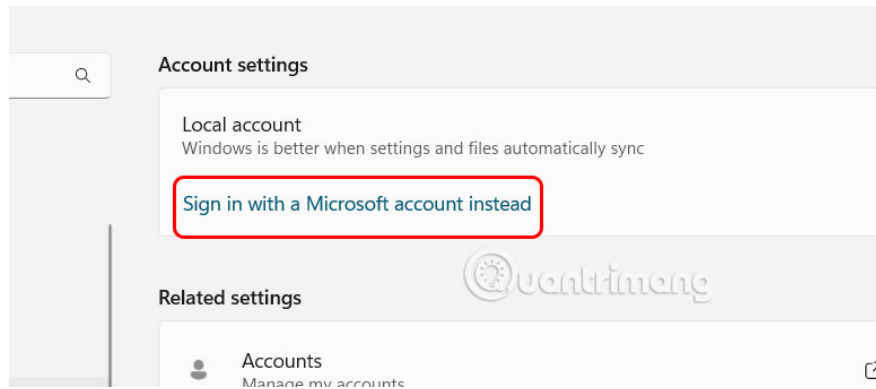 Account settings
Local account
Windows is better when settings and files automatically sync
Sign in with a Microsoft account instead
Quantrimang
Related settings
Accounts
Manage my accounts